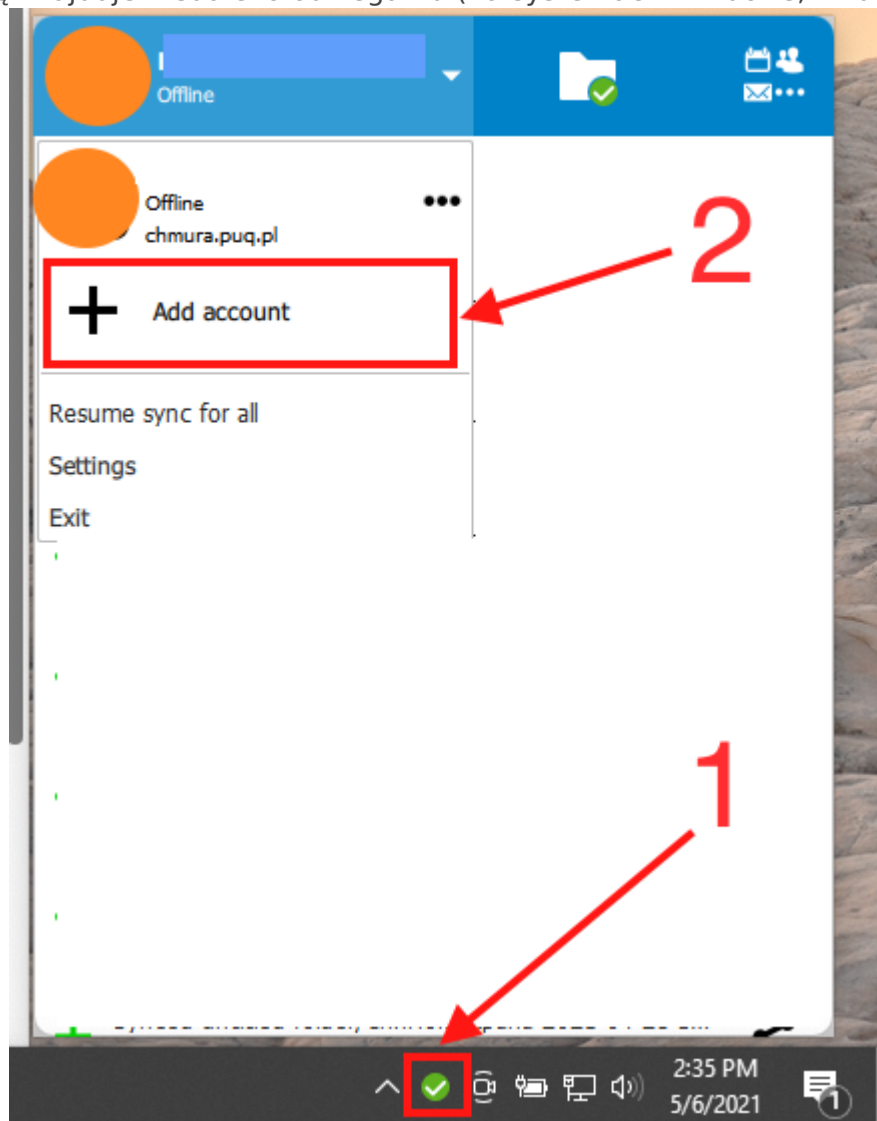 Offline
Offline
chmura.puq.pl
Add account
2
Resume sync for all
Settings
Exit
1
2:35 PM
5/6/2021
1